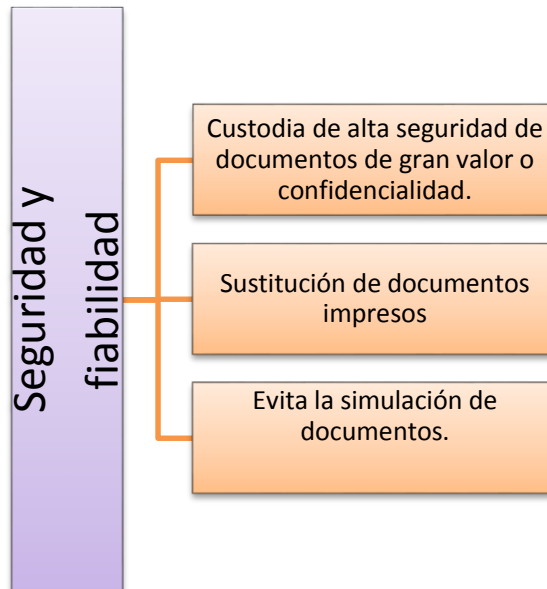 Seguridad y
fiabilidad
Custodia de alta seguridad de
documentos de gran valor o
confidencialidad.
Sustitución de documentos
impresos
Evita la simulación de
documentos.